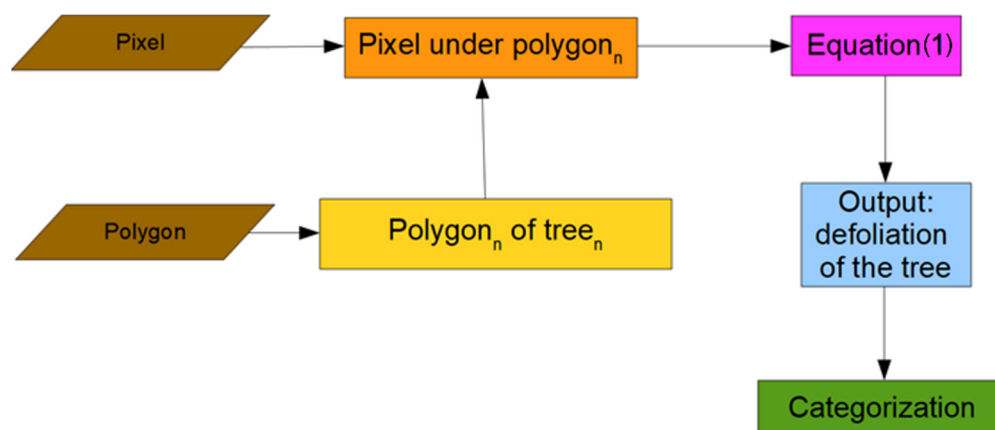 Pixel
Pixel under polygonₙ
Equation(1)
Polygon
Polygonₙ of treeₙ
Output:
defoliation
of the tree
Categorization